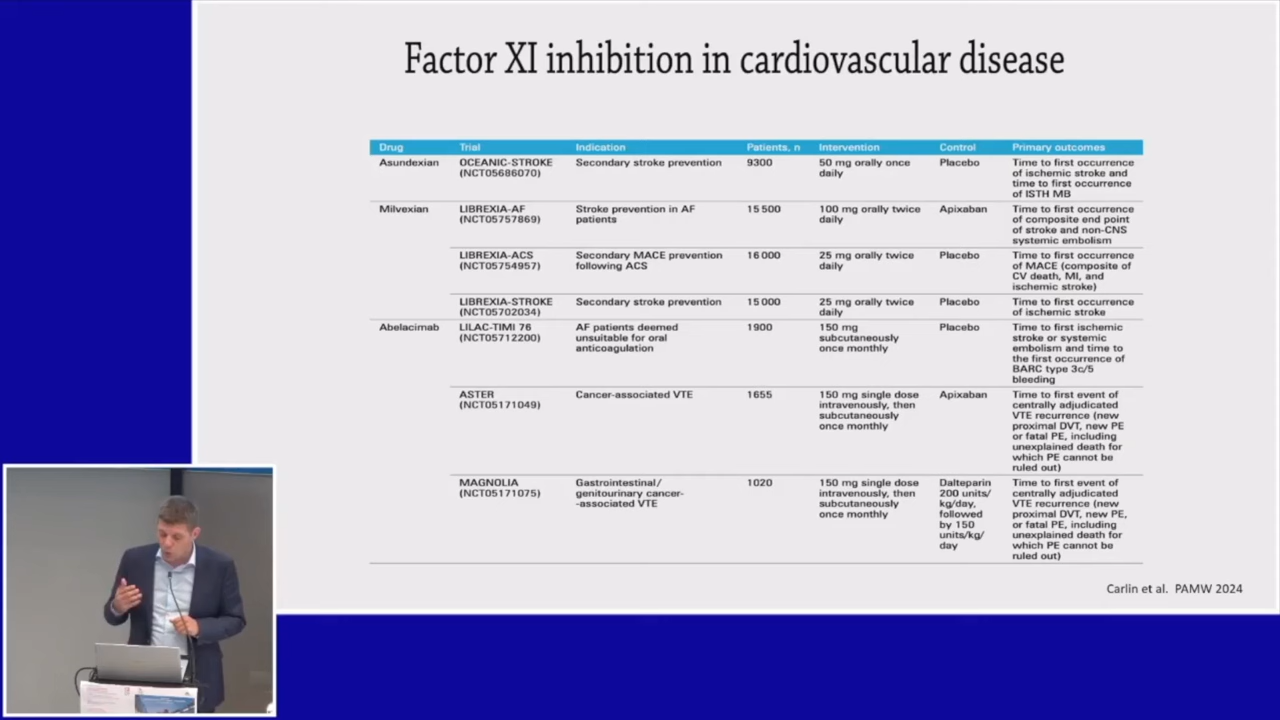 Factor XI inhibition in cardiovascular disease
Drug Trial Indication Patients, n Intervention Control Primary outcomes
Asundexian OCEANIC-STROKE Secondary stroke prevention 9300 50 mg orally once Placebo Time to first occurrence
(NCT05686070) daily of ischemic stroke and
time to first occurrence
of ISTH MB
Milvexian LIBREXIA-AF Stroke prevention in AF 15 500 100 mg orally twice Apixaban Time to first occurrence
(NCT05757869) patients daily of composite end point
of stroke and non-CNS
systemic embolism
LIBREXIA-ACS Secondary MACE prevention 16 000 25 mg orally twice Placebo Time to first occurrence
(NCT05754957) following ACS daily of MACE (composite of
CV death, MI, and
ischemic stroke)
LIBREXIA-STROKE Secondary stroke prevention 15 000 25 mg orally twice Placebo Time to first occurrence
(NCT05702034) daily of ischemic stroke
Abelacimab LILAC-TIMI 76 AF patients deemed 1900 150 mg Placebo Time to first ischemic
(NCT05712200) unsuitable for oral subcutaneously stroke or systemic
anticoagulation once monthly embolism and time to
the first occurrence of
BARC type 3c/5
bleeding
ASTER Cancer-associated VTE 1655 150 mg single dose Apixaban Time to first event of
(NCT05171049) intravenously, then centrally adjudicated
subcutaneously VTE recurrence (new
once monthly proximal DVT, new PE
or fatal PE, including
unexplained death for
which PE cannot be
ruled out)
MAGNOLIA Gastrointestinal/ 1020 150 mg single dose Dalteparin Time to first event of
(NCT05171075) genitourinary cancer- intravenously, then 200 units/ centrally adjudicated
-associated VTE subcutaneously kg/day, VTE recurrence (new
once monthly followed proximal DVT, new PE,
by 150 or fatal PE, including
units/kg/ unexplained death for
day which PE cannot be
ruled out)
Carlin et al. PAMW 2024